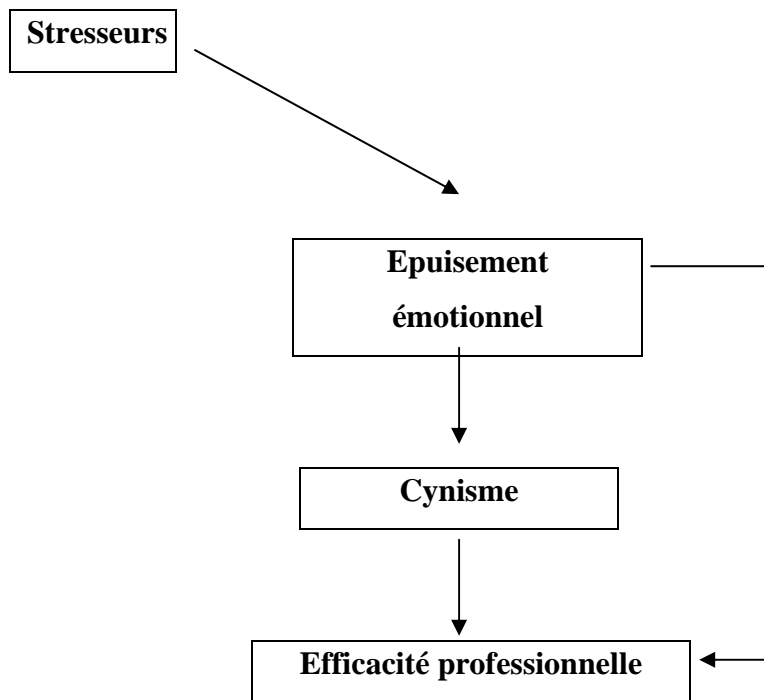 Stresseurs
Epuisement
émotionnel
Cynisme
Efficacité professionnelle